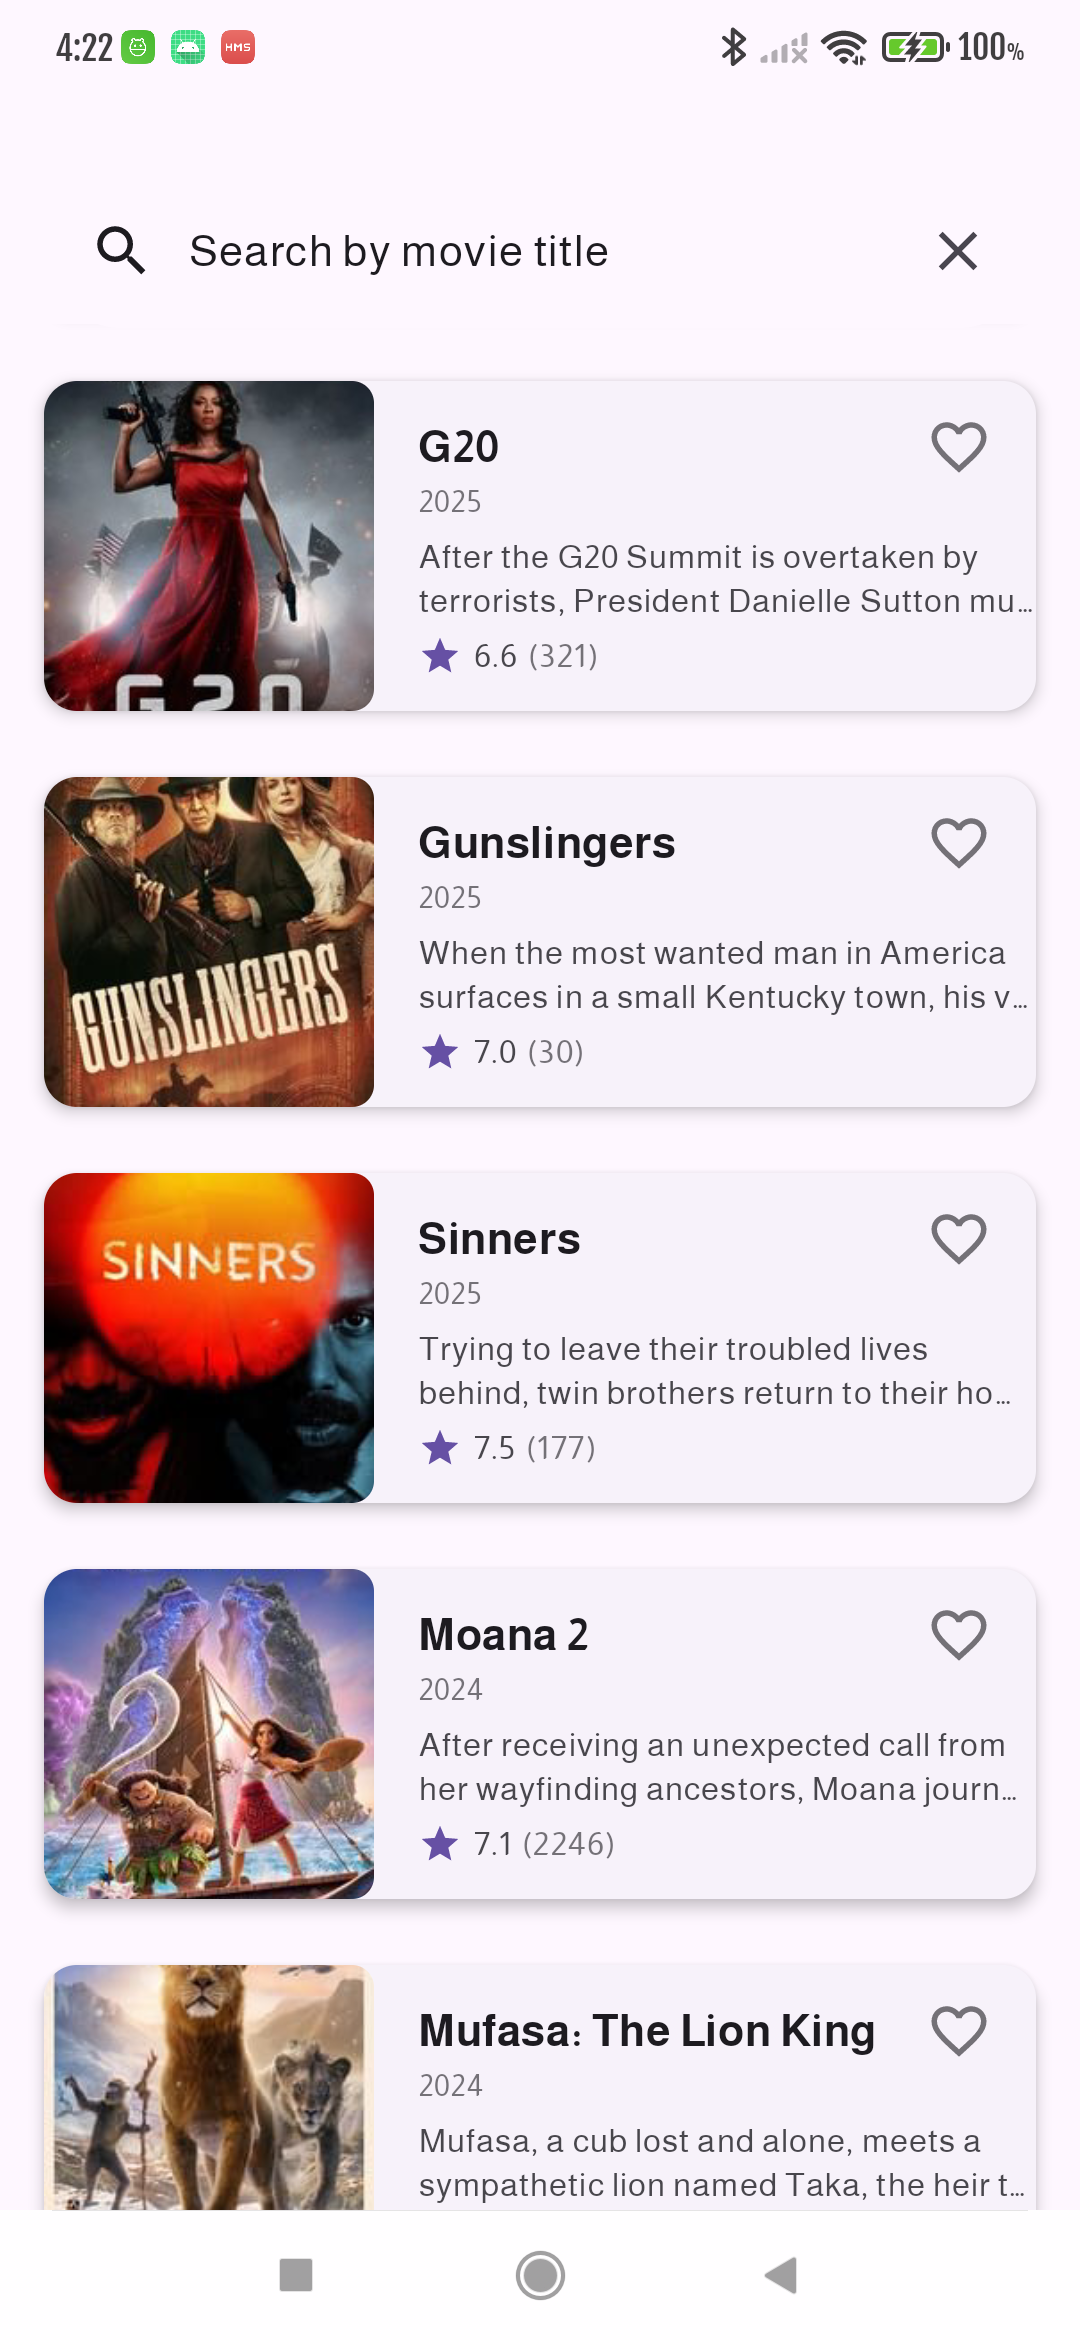 4:22 HMS 100%
Search by movie title
G20
2025
After the G20 Summit is overtaken by
terrorists, President Danielle Sutton mu...
6.6 (321)
G20
Gunslingers
2025
When the most wanted man in America
surfaces in a small Kentucky town, his v...
7.0 (30)
GUNSLINGERS
Sinners
2025
Trying to leave their troubled lives
behind, twin brothers return to their ho...
7.5 (177)
SINNERS
Moana 2
2024
After receiving an unexpected call from
her wayfinding ancestors, Moana journ...
7.1 (2246)
2
Mufasa: The Lion King
2024
Mufasa, a cub lost and alone, meets a
sympathetic lion named Taka, the heir t...